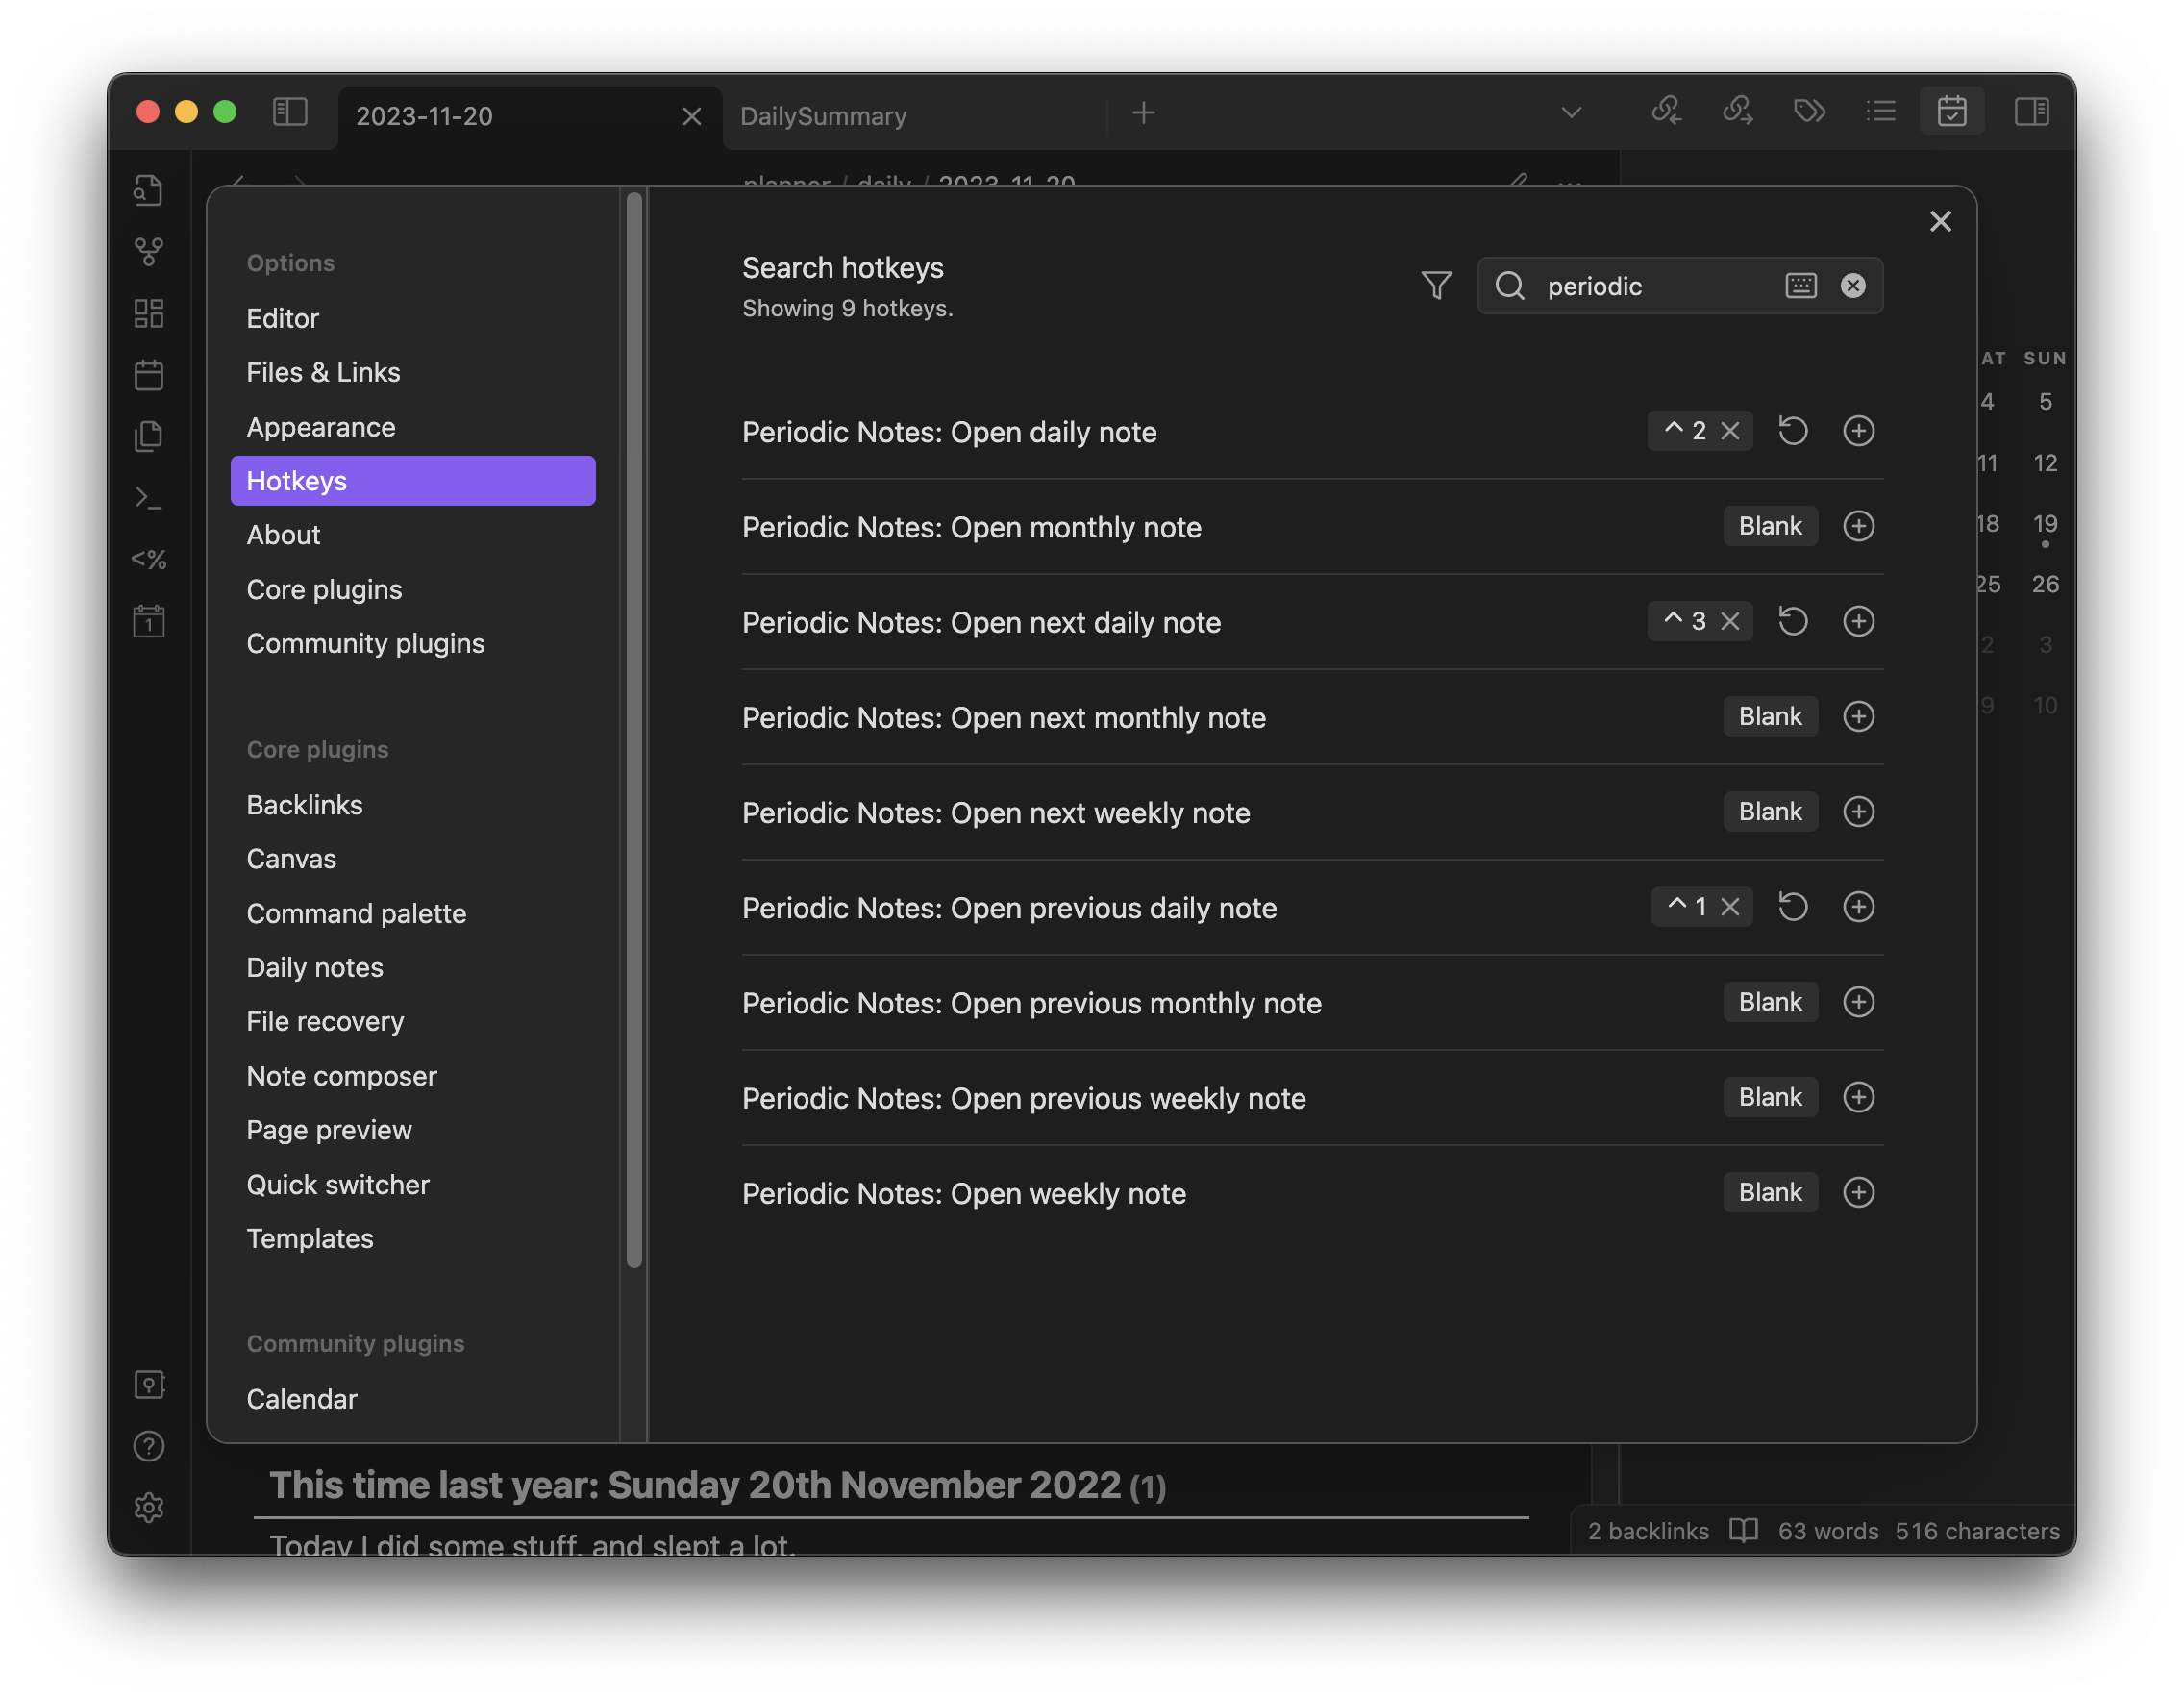 2023-11-20
DailySummary
planner / daily / 2023-11-20
Options
Editor
Files & Links
Appearance
Hotkeys
About
Core plugins
Community plugins
Core plugins
Backlinks
Canvas
Command palette
Daily notes
File recovery
Note composer
Page preview
Quick switcher
Templates
Community plugins
Calendar
Search hotkeys
Showing 9 hotkeys.
periodic
Periodic Notes: Open daily note ^ 2
Periodic Notes: Open monthly note Blank
Periodic Notes: Open next daily note ^ 3
Periodic Notes: Open next monthly note Blank
Periodic Notes: Open next weekly note Blank
Periodic Notes: Open previous daily note ^ 1
Periodic Notes: Open previous monthly note Blank
Periodic Notes: Open previous weekly note Blank
Periodic Notes: Open weekly note Blank
AT SUN
4 5
11 12
18 19
25 26
2 3
9 10
<%
1
This time last year: Sunday 20th November 2022 (1)
Today I did some stuff, and slept a lot.
2 backlinks 63 words 516 characters